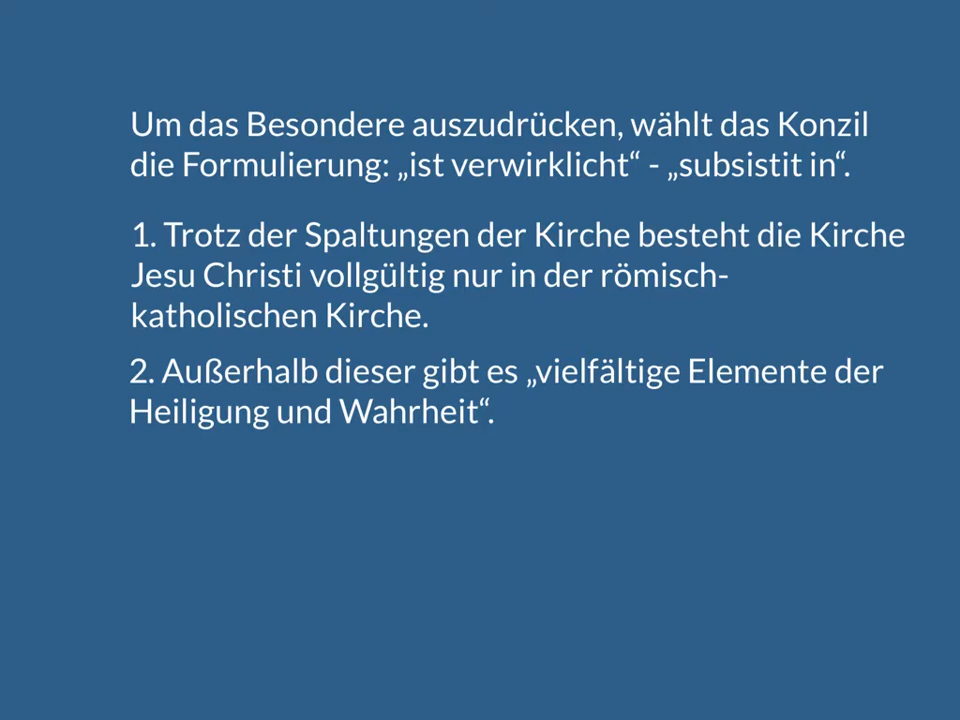 Um das Besondere auszudrücken, wählt das Konzil
die Formulierung: „ist verwirklicht“ - „subsistit in“.
1. Trotz der Spaltungen der Kirche besteht die Kirche
Jesu Christi vollgültig nur in der römisch-
katholischen Kirche.
2. Außerhalb dieser gibt es „vielfältige Elemente der
Heiligung und Wahrheit“.